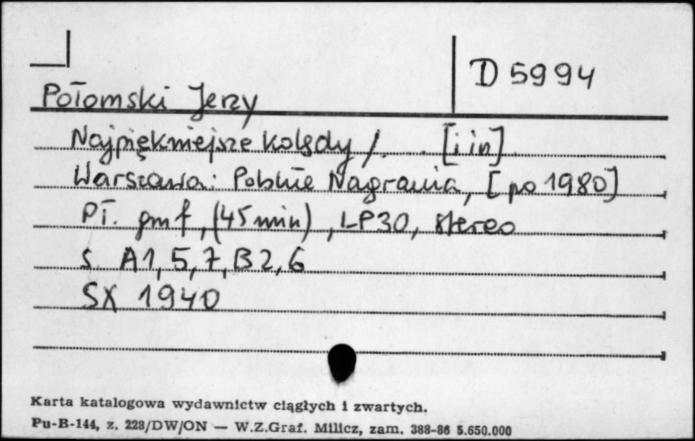 D 5994
Połomski Jerzy
Najpiękniejsze kolędy / ... [i in]
Warszawa: Polskie Nagrania, [po 1980]
Pł. gmf, (45 min), LP30, stereo
s. A1, 5, 7, B2, 6
SX 1940
Karta katalogowa wydawnictw ciągłych i zwartych.
Pu-B-144, z. 228/DW/ON — W.Z.Graf. Milicz, zam. 388-86 5.650.000